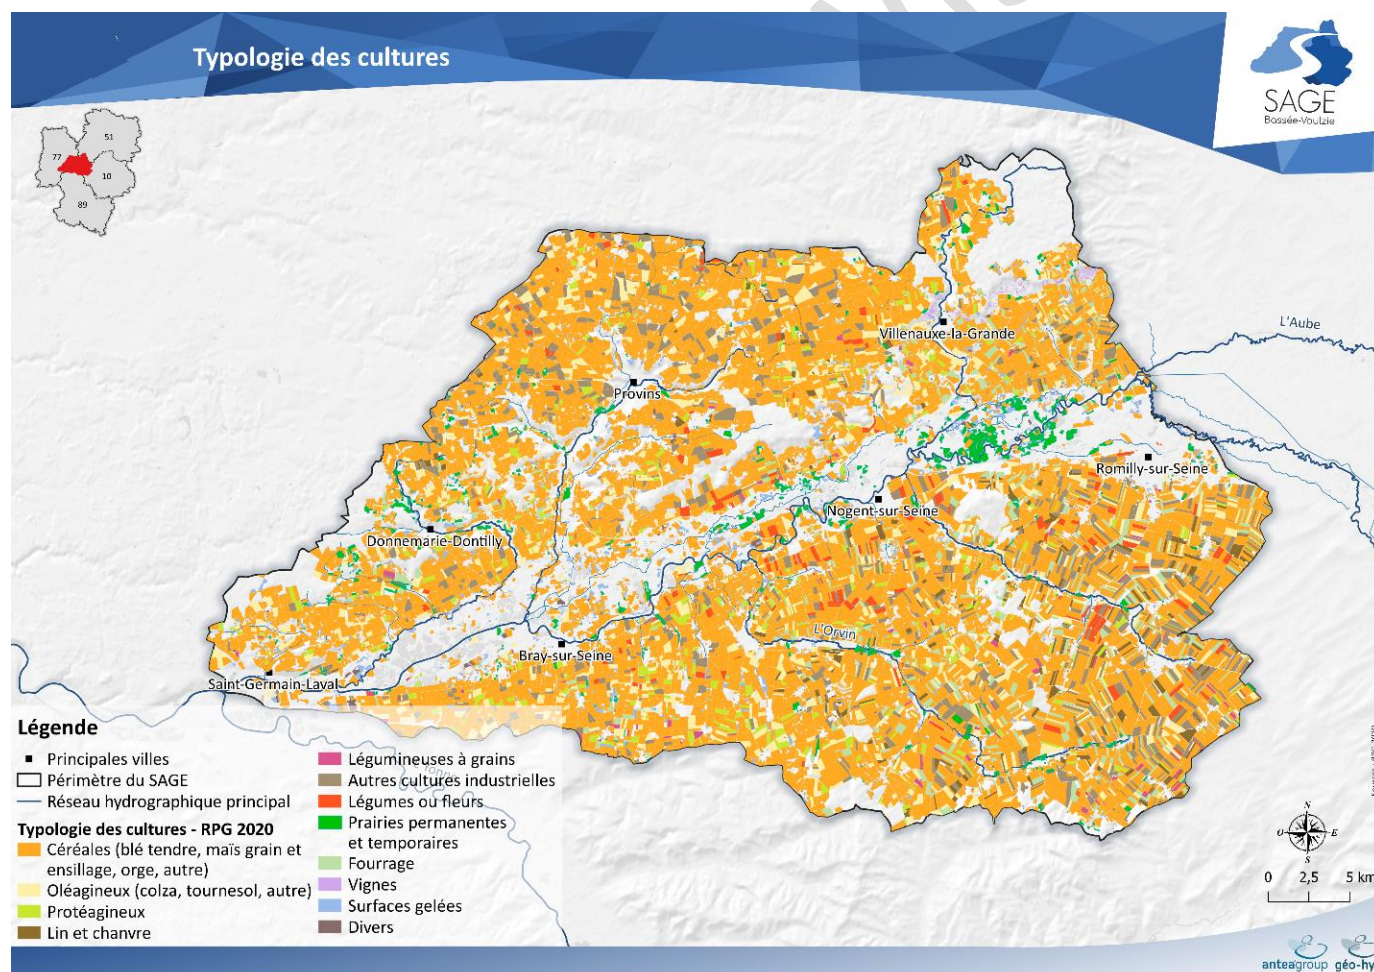 Typologie des cultures
SAGE
Bassée-Voulzie
51
77
10
89
L'Aube
Villenauxe-la-Grande
Provins
Romilly-sur-Seine
Nogent-sur-Seine
Donnemarie-Dontilly
L'Orvin
Bray-sur-Seine
Saint-Germain-Laval
Légende
Principales villes
Périmètre du SAGE
Réseau hydrographique principal
Typologie des cultures - RPG 2020
Céréales (blé tendre, maïs grain et
ensillage, orge, autre)
Oléagineux (colza, tournesol, autre)
Protéagineux
Lin et chanvre
Légumineuses à grains
Autres cultures industrielles
Légumes ou fleurs
Prairies permanentes
et temporaires
Fourrage
Vignes
Surfaces gelées
Divers
N
O
E
S
0 2,5 5 km
anteagroup géo-hy